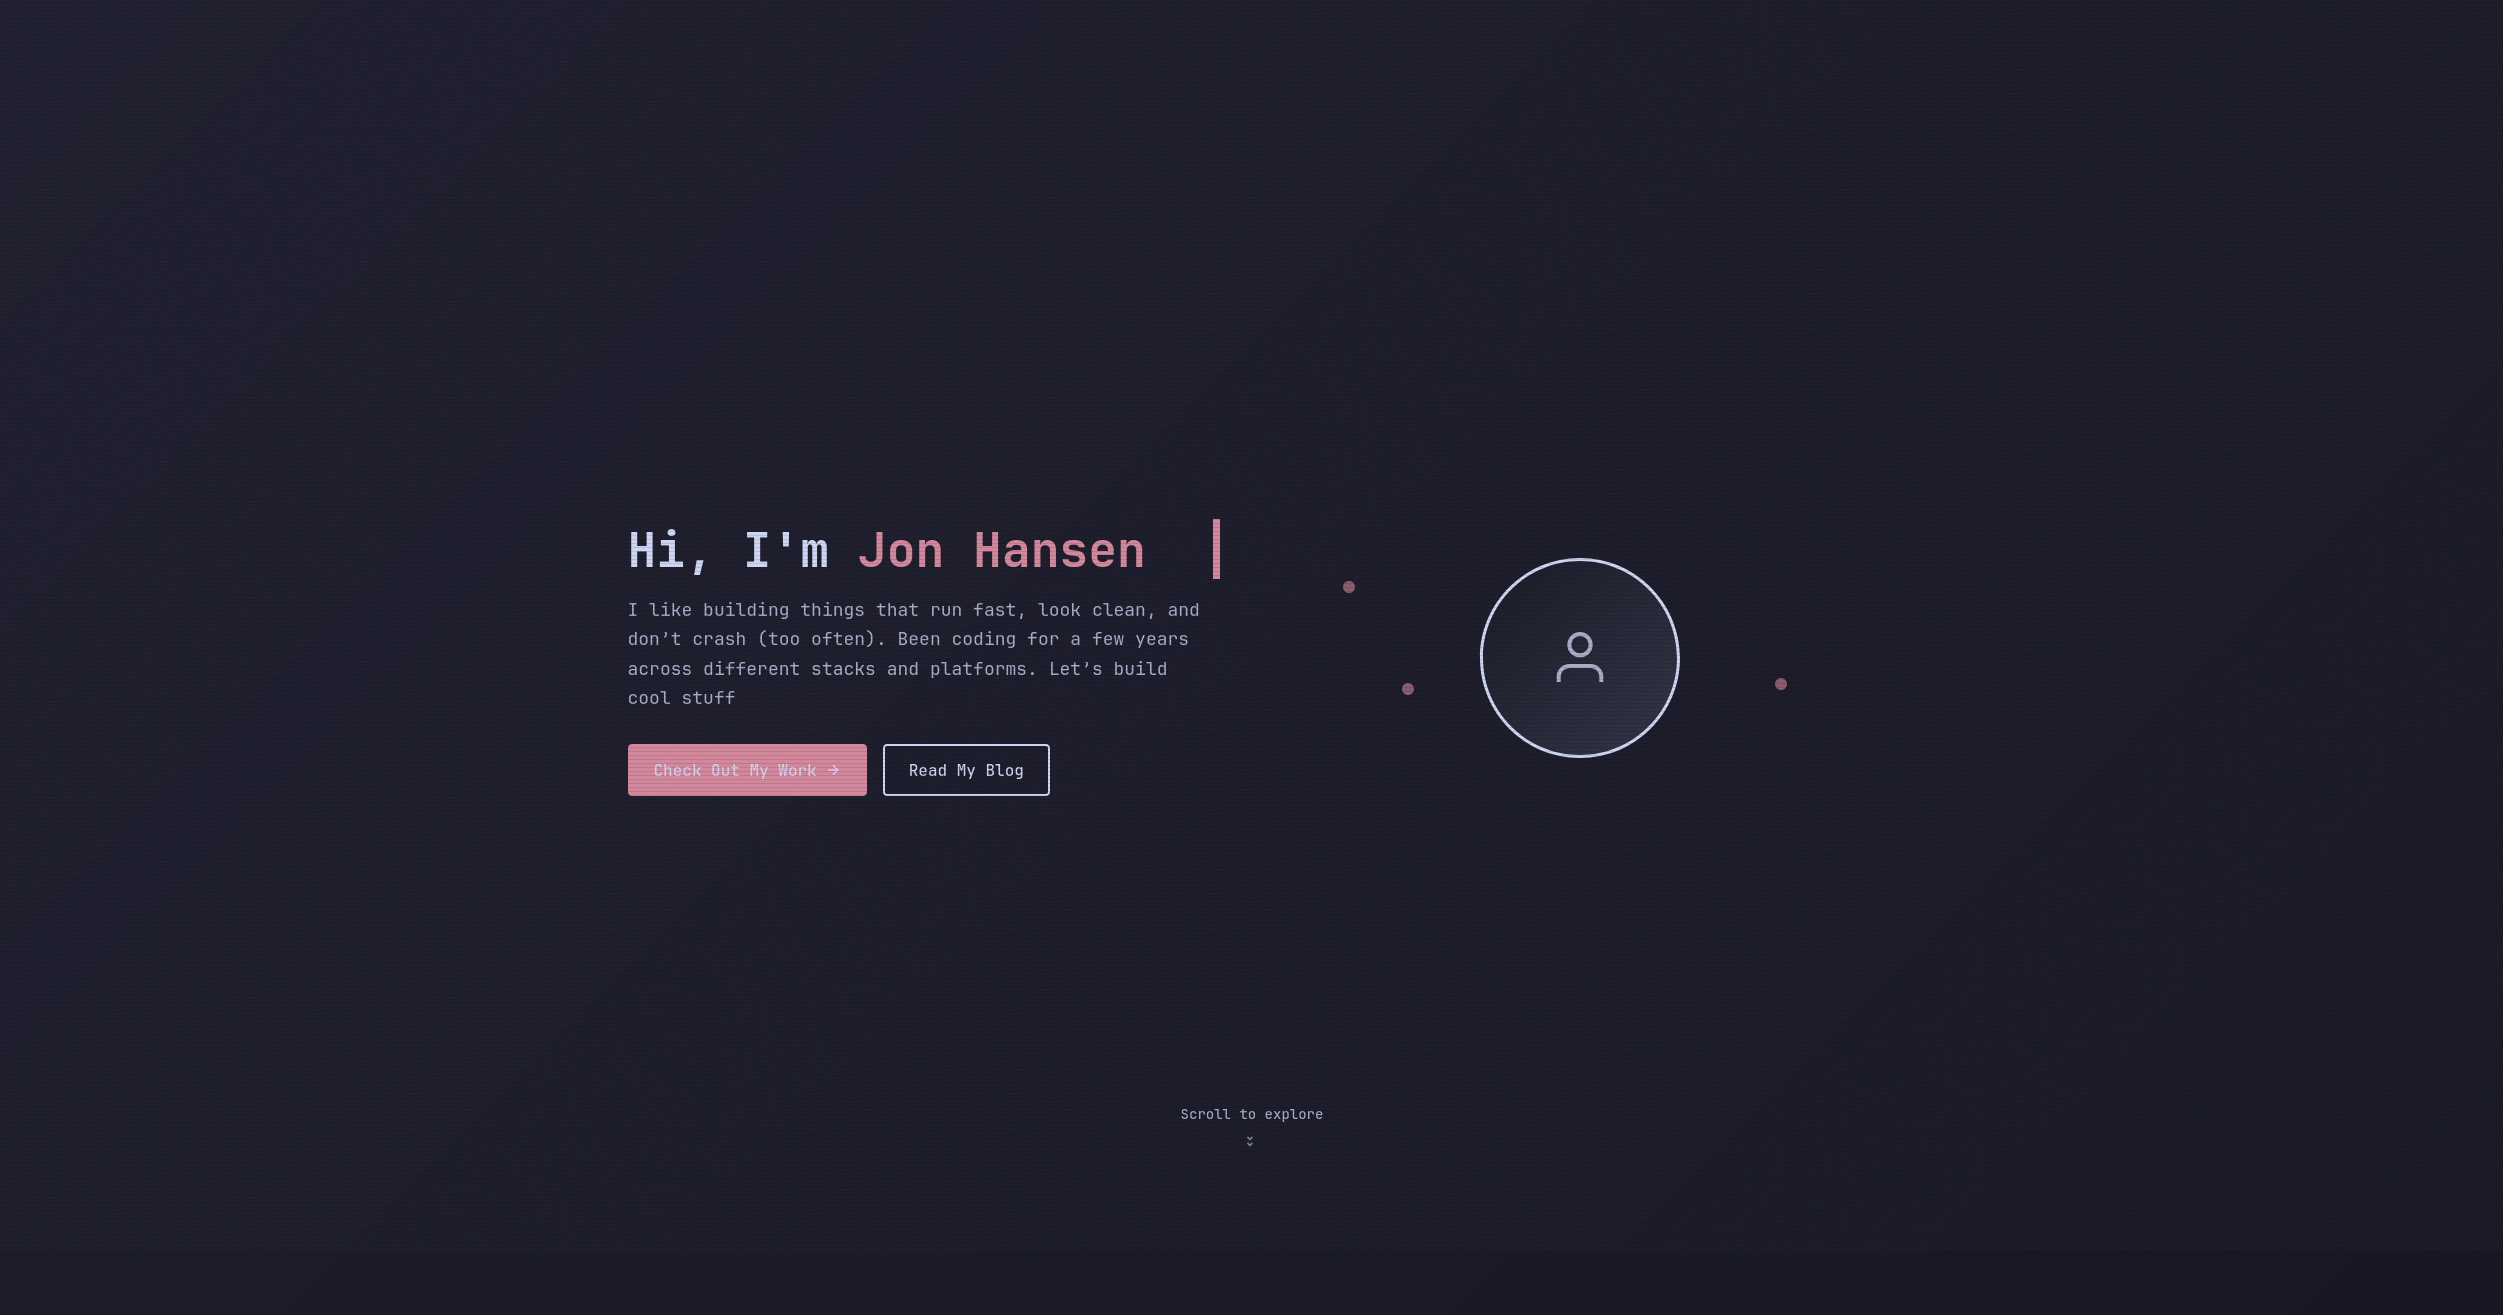 Hi, I'm Jon Hansen
I like building things that run fast, look clean, and
don’t crash (too often). Been coding for a few years
across different stacks and platforms. Let’s build
cool stuff
Check Out My Work →
Read My Blog
Scroll to explore